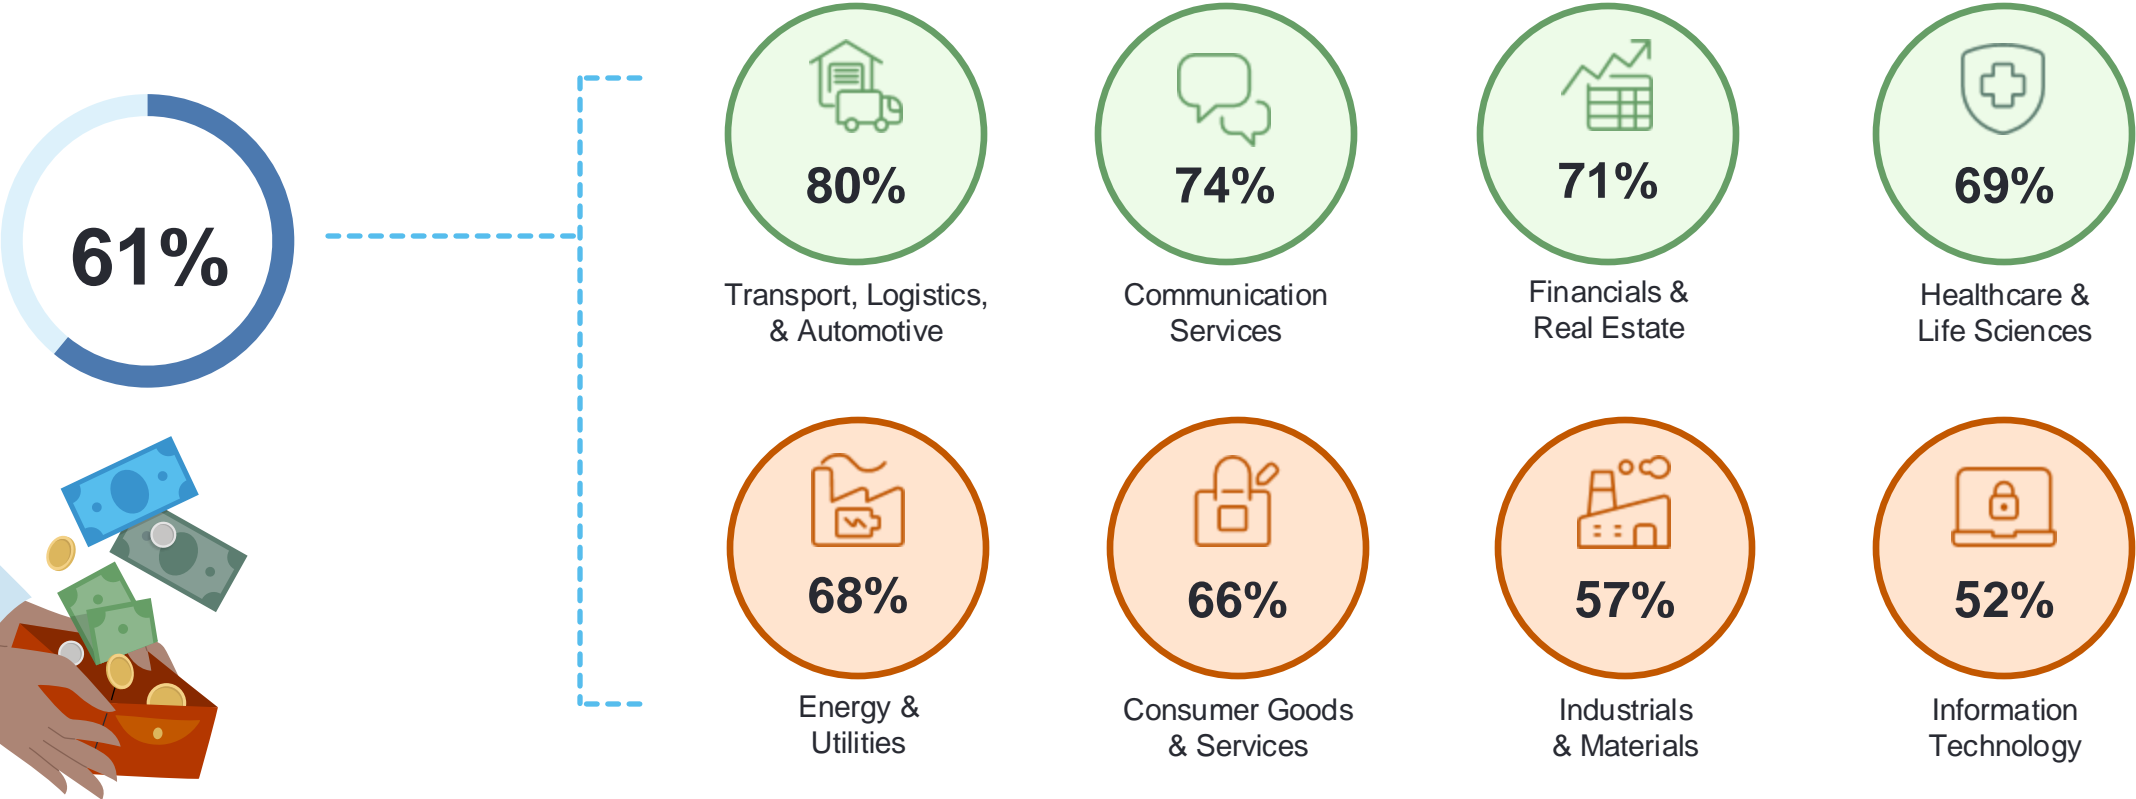 61%
80%
Transport, Logistics,
& Automotive
74%
Communication
Services
71%
Financials &
Real Estate
69%
Healthcare &
Life Sciences
68%
Energy &
Utilities
66%
Consumer Goods
& Services
57%
Industrials
& Materials
52%
Information
Technology